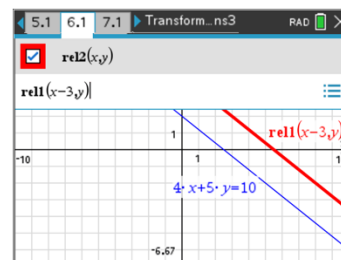 5.1 6.1 7.1 Transform...ns3 RAD
rel2(x,y)
rel1(x−3,y)
1
rel1(x−3,y)
-10 1 1
4·x+5·y=10
-6.67